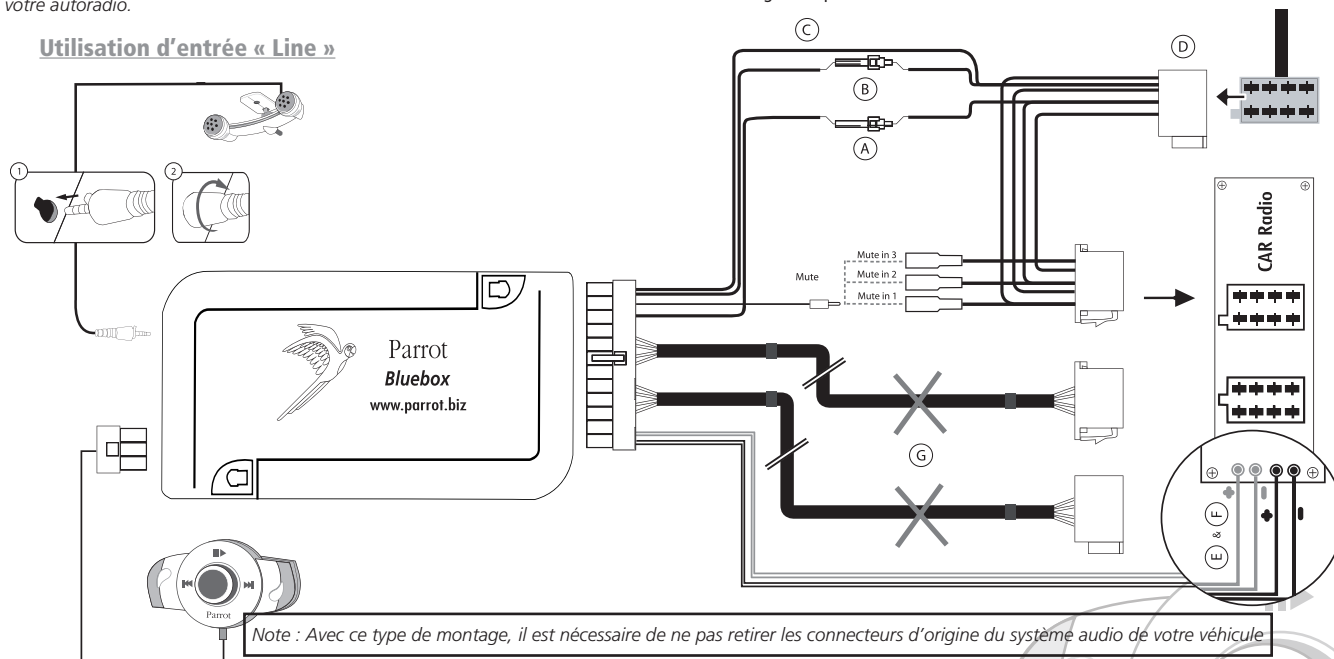 votre autoradio.
Utilisation d'entrée « Line »
C
D
B
A
1
2
CAR Radio
Mute in 3
Mute
Mute in 2
Mute in 1
Parrot
Bluebox
www.parrot.biz
G
E & F
Parrot
Note : Avec ce type de montage, il est nécessaire de ne pas retirer les connecteurs d'origine du système audio de votre véhicule